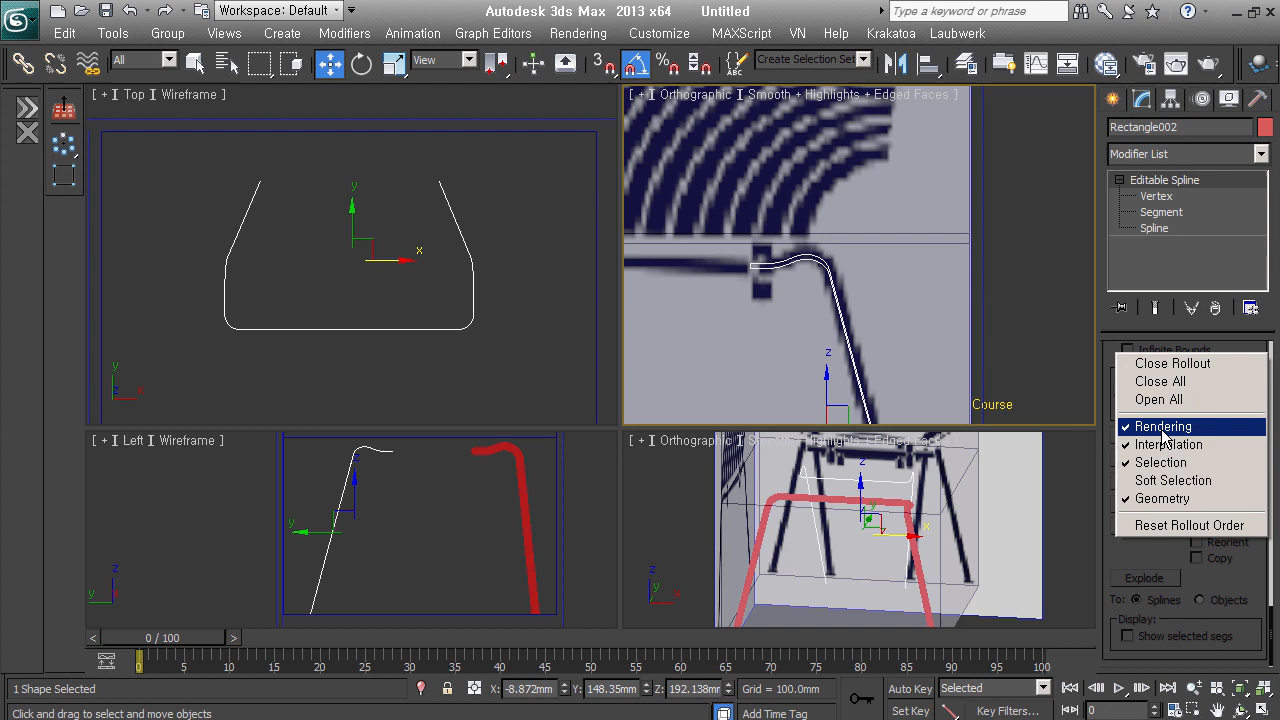 Workspace: Default
Autodesk 3ds Max 2013 x64 Untitled
Type a keyword or phrase
Edit Tools Group Views Create Modifiers Animation Graph Editors Rendering Customize MAXScript VN Help Krakatoa Laubwerk
All View 3 Create Selection Set
[ + ] Top ] Wireframe ]
y
x
y
z
x
[ + ] Orthographic ] Smooth + Highlights + Edged Faces ]
z
Course
[ + ] Left ] Wireframe ]
y
z
z
y
[ + ] Orthographic ]
z
y
x
z
y
Rectangle002
Modifier List
Editable Spline
Vertex
Segment
Spline
Infinite Bounds
Close Rollout
Close All
Open All
Rendering
Interpolation
Selection
Soft Selection
Geometry
Reset Rollout Order
Reorient
Copy
Explode
To: Splines Objects
Display:
Show selected segs
< 0 / 100 >
0 5 10 15 20 25 30 35 40 45 50 55 60 65 70 75 80 85 90 95 100
1 Shape Selected X: -8.872mm Y: 148.35mm Z: 192.138mm Grid = 100.0mm Auto Key Selected
Click and drag to select and move objects Add Time Tag Set Key Key Filters... 0